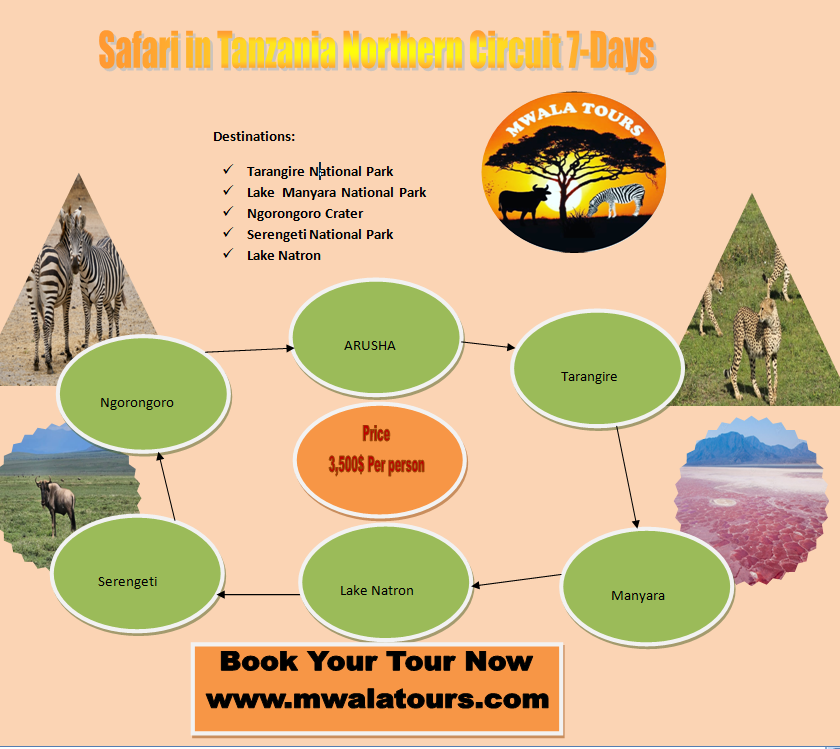 Safari in Tanzania Northern Circuit 7-Days
MWALA TOURS
Destinations:
Tarangire National Park
Lake Manyara National Park
Ngorongoro Crater
Serengeti National Park
Lake Natron
ARUSHA
Tarangire
Ngorongoro
Price
3,500$ Per person
Serengeti
Lake Natron
Manyara
Book Your Tour Now
www.mwalatours.com